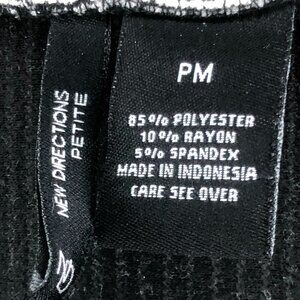 NEW DIRECTIONS
PETITE
PM
85% POLYESTER
10% RAYON
5% SPANDEX
MADE IN INDONESIA
CARE SEE OVER